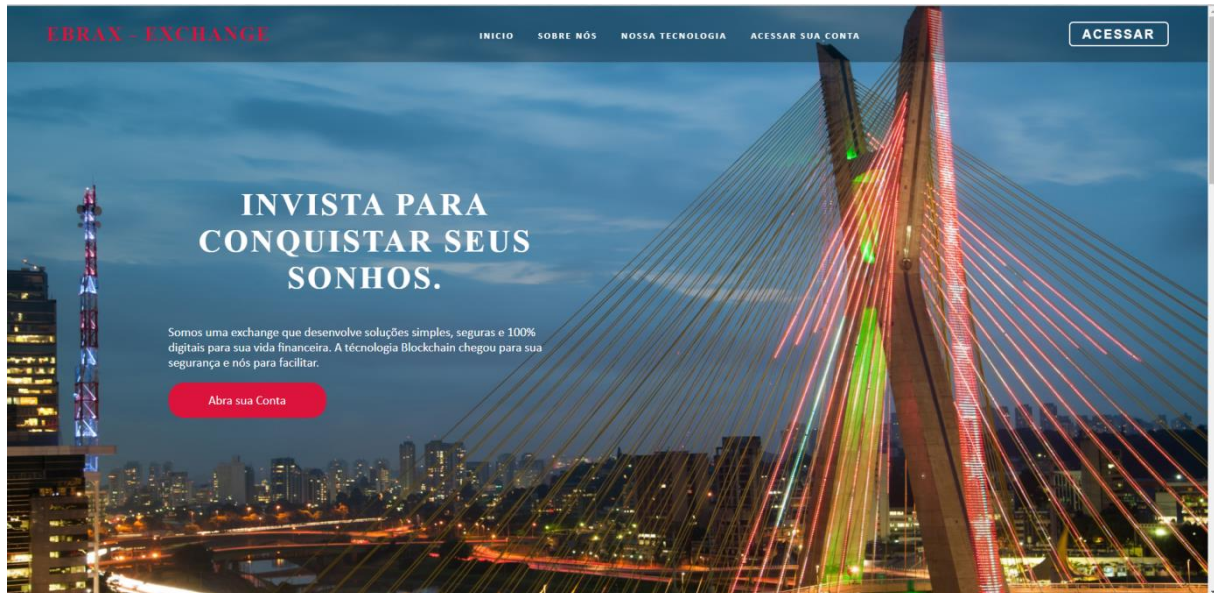 EBRAX - EXCHANGE
INICIO
SOBRE NÓS
NOSSA TECNOLOGIA
ACESSAR SUA CONTA
ACESSAR
INVISTA PARA
CONQUISTAR SEUS
SONHOS.
Somos uma exchange que desenvolve soluções simples, seguras e 100%
digitais para sua vida financeira. A técnologia Blockchain chegou para sua
segurança e nós para facilitar.
Abra sua Conta